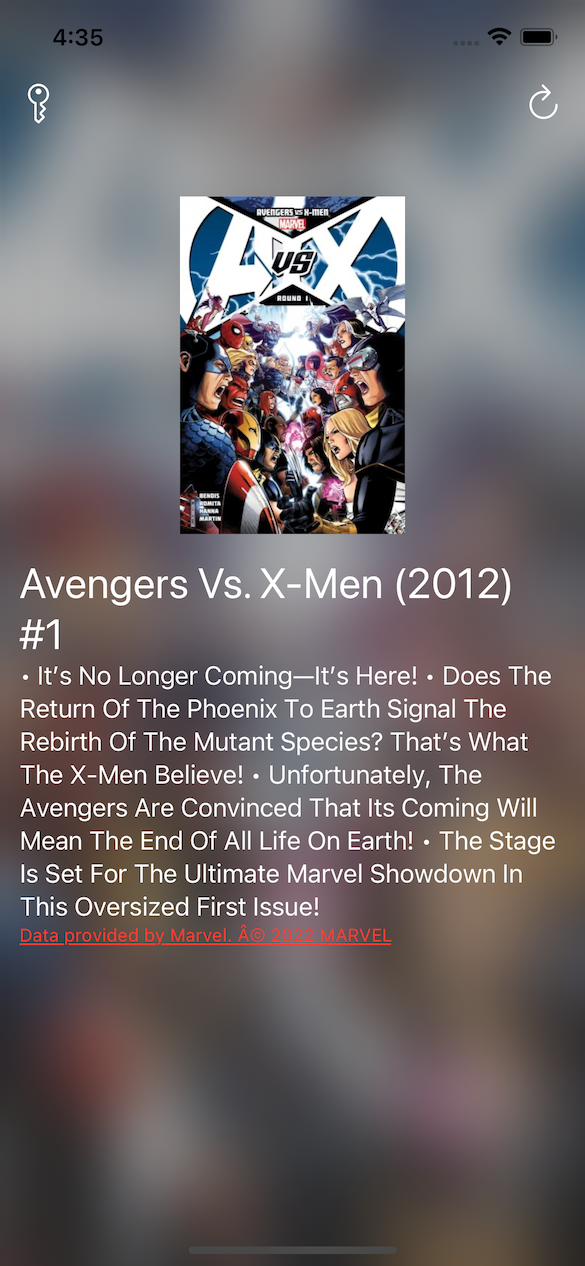 4:35
AVENGERS VS X-MEN
MARVEL
A VS X
ROUND 1
BENDIS
ROMITA
HANNA
MARTIN
Avengers Vs. X-Men (2012)
#1
• It’s No Longer Coming—It’s Here! • Does The
Return Of The Phoenix To Earth Signal The
Rebirth Of The Mutant Species? That’s What
The X-Men Believe! • Unfortunately, The
Avengers Are Convinced That Its Coming Will
Mean The End Of All Life On Earth! • The Stage
Is Set For The Ultimate Marvel Showdown In
This Oversized First Issue!
Data provided by Marvel. Â© 2022 MARVEL